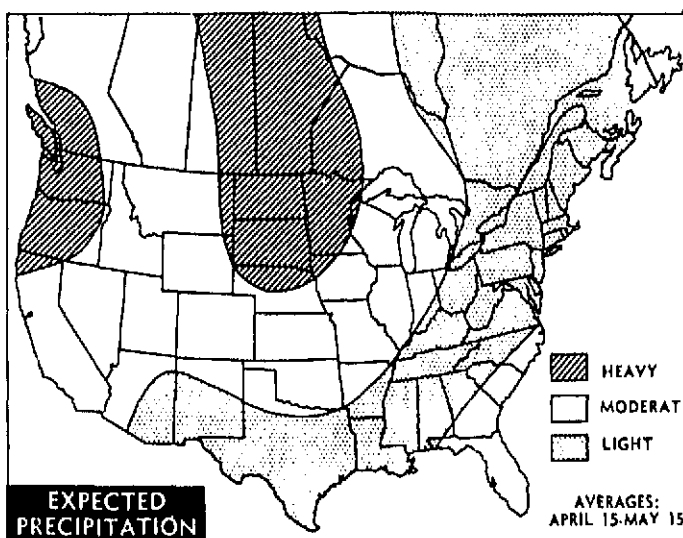 HEAVY
MODERAT
LIGHT
EXPECTED
PRECIPITATION
AVERAGES:
APRIL 15-MAY 15